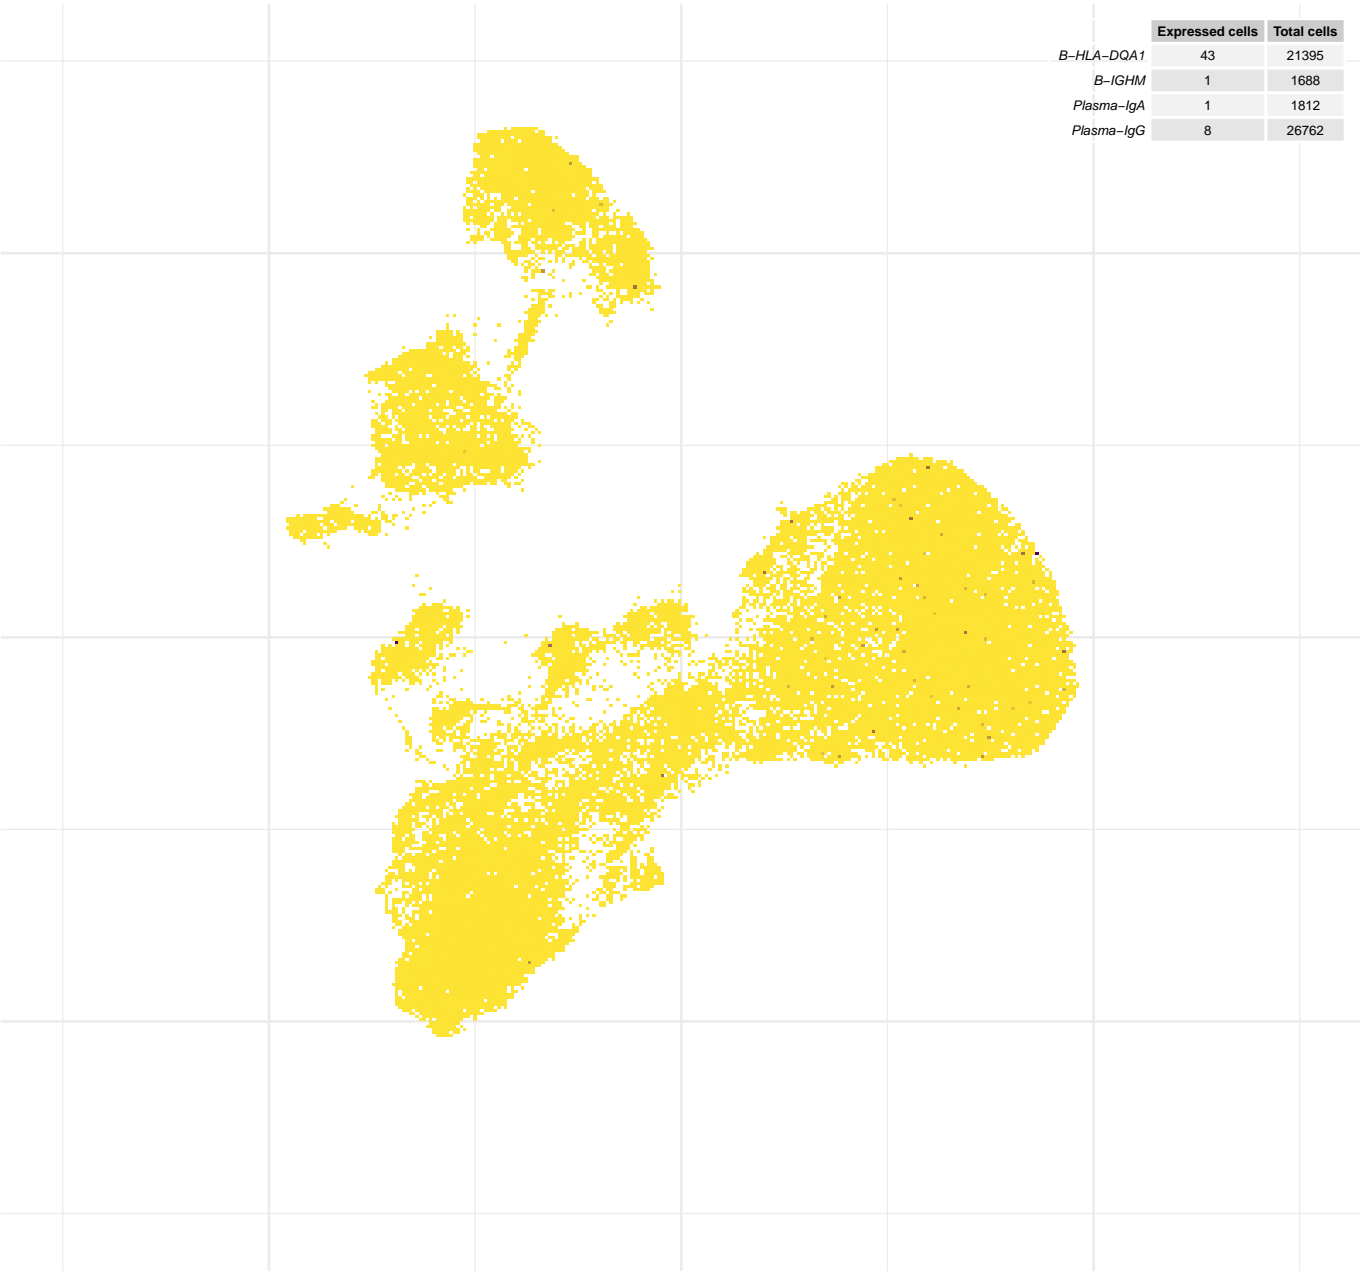 Expressed cells Total cells
B−HLA−DQA1 43 21395
B−IGHM 1 1688
Plasma−IgA 1 1812
Plasma−IgG 8 26762